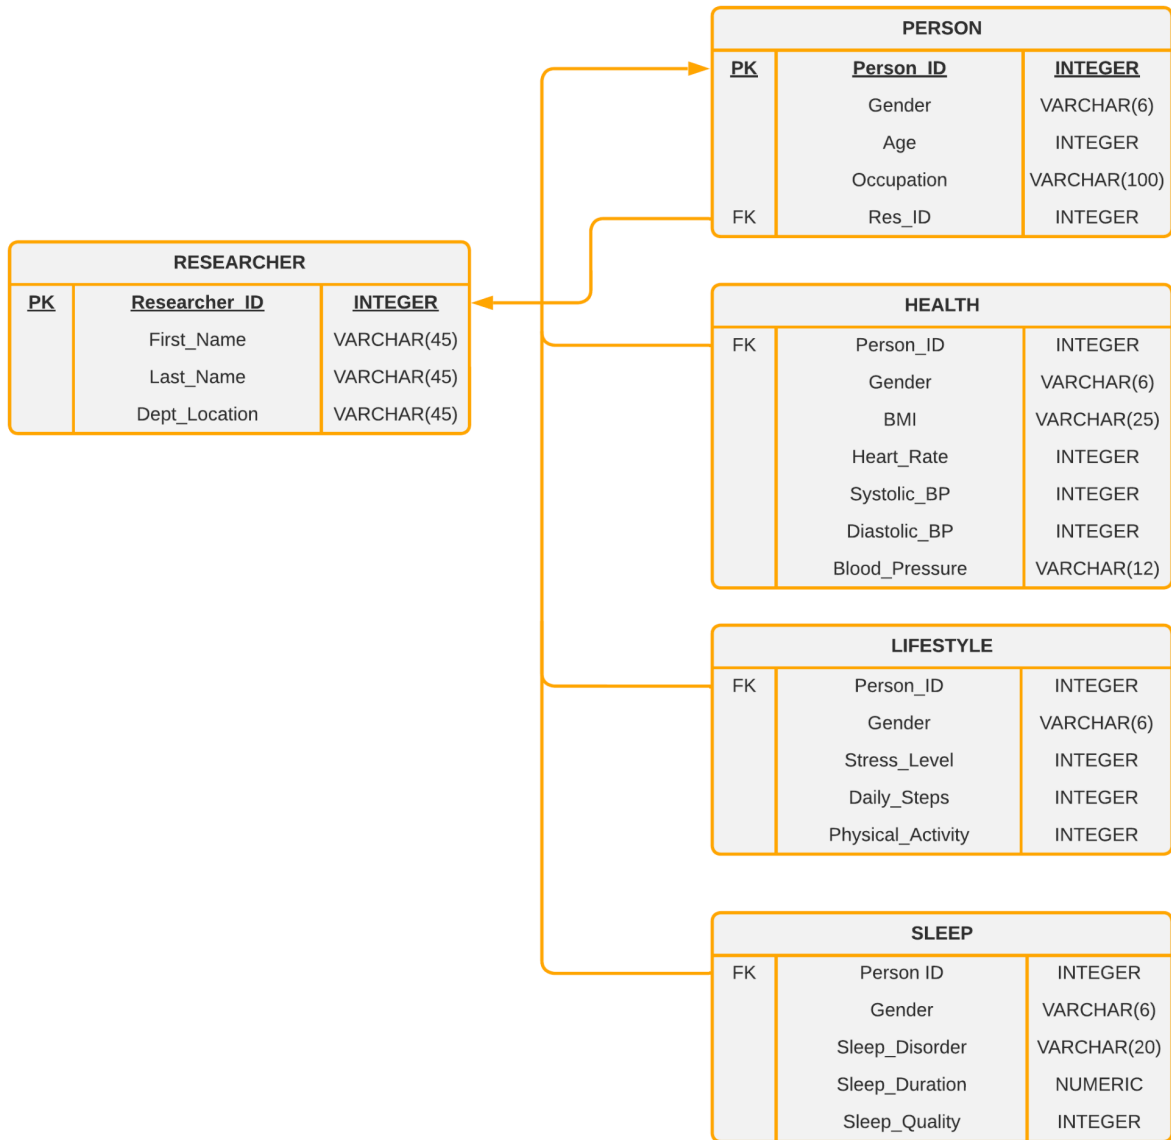 PERSON
PK Person_ID INTEGER
Gender VARCHAR(6)
Age INTEGER
Occupation VARCHAR(100)
FK Res_ID INTEGER
RESEARCHER
PK Researcher_ID INTEGER
First_Name VARCHAR(45)
Last_Name VARCHAR(45)
Dept_Location VARCHAR(45)
HEALTH
FK Person_ID INTEGER
Gender VARCHAR(6)
BMI VARCHAR(25)
Heart_Rate INTEGER
Systolic_BP INTEGER
Diastolic_BP INTEGER
Blood_Pressure VARCHAR(12)
LIFESTYLE
FK Person_ID INTEGER
Gender VARCHAR(6)
Stress_Level INTEGER
Daily_Steps INTEGER
Physical_Activity INTEGER
SLEEP
FK Person ID INTEGER
Gender VARCHAR(6)
Sleep_Disorder VARCHAR(20)
Sleep_Duration NUMERIC
Sleep_Quality INTEGER